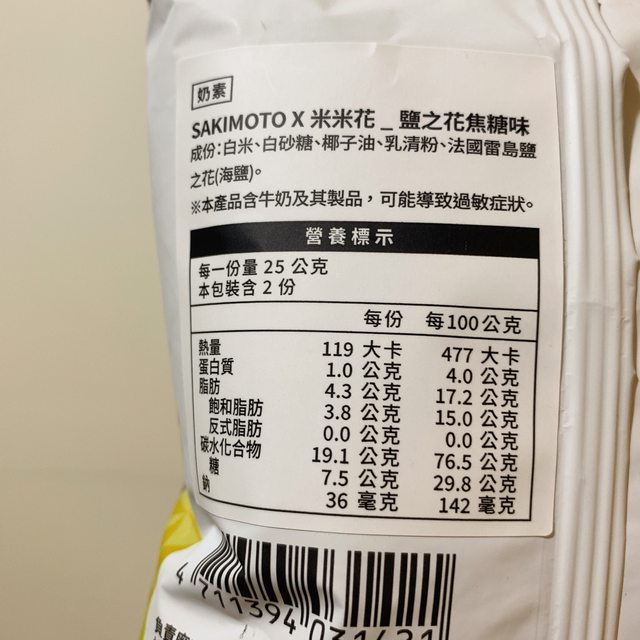 奶素
SAKIMOTO X 米米花 _ 鹽之花焦糖味
成份：白米、白砂糖、椰子油、乳清粉、法國雷島鹽
之花(海鹽)。
※本產品含牛奶及其製品，可能導致過敏症狀。
營養標示
每一份量 25 公克
本包裝含 2 份
每份 每100公克
熱量 119 大卡 477 大卡
蛋白質 1.0 公克 4.0 公克
脂肪 4.3 公克 17.2 公克
飽和脂肪 3.8 公克 15.0 公克
反式脂肪 0.0 公克 0.0 公克
碳水化合物 19.1 公克 76.5 公克
糖 7.5 公克 29.8 公克
鈉 36 毫克 142 毫克
4 711394 031421